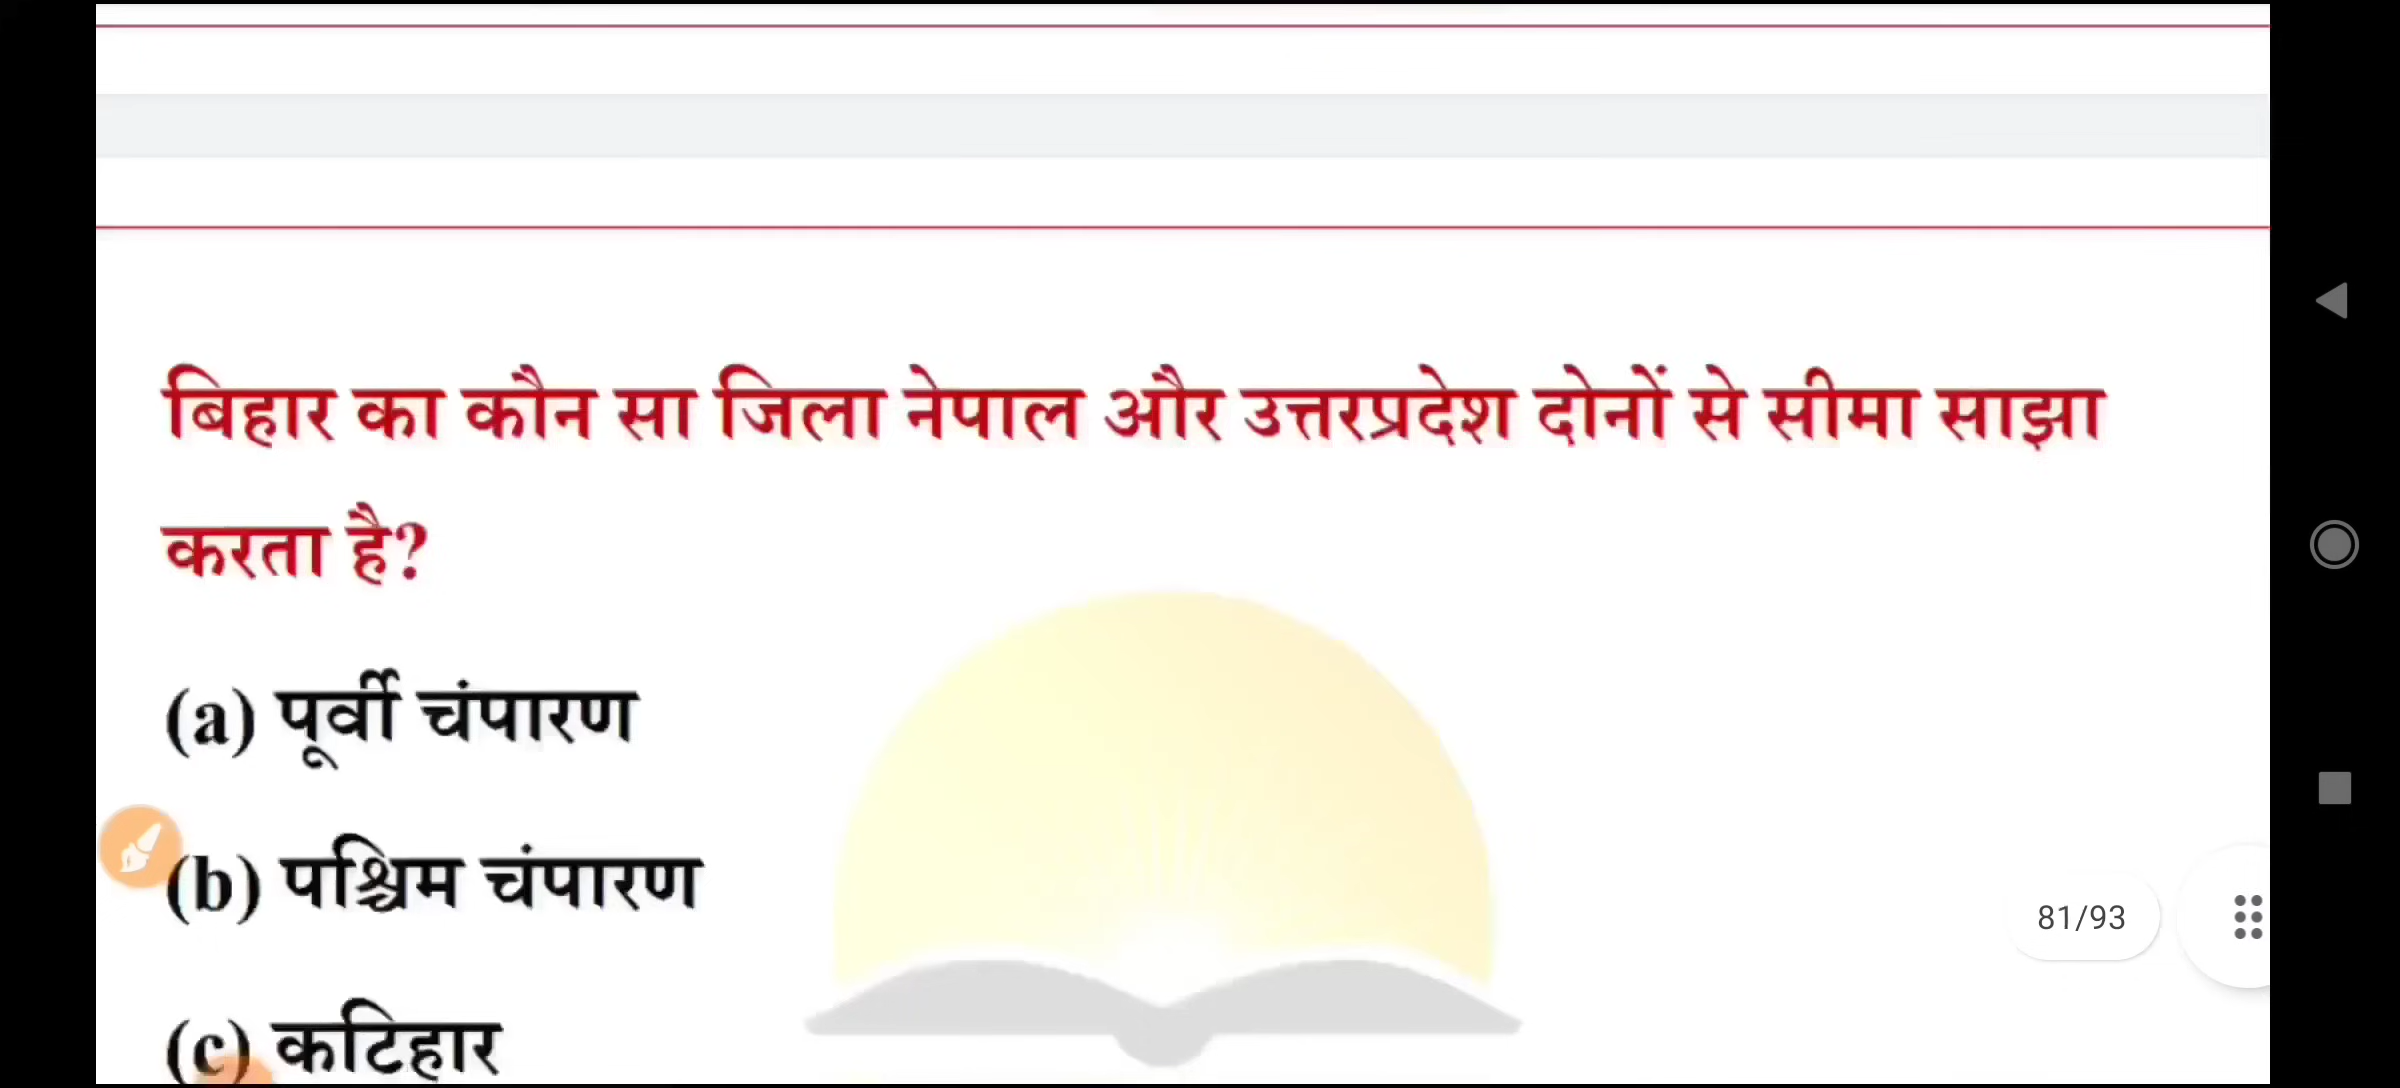 बिहार का कौन सा जिला नेपाल और उत्तरप्रदेश दोनों से सीमा साझा
करता है?
(a) पूर्वी चंपारण
(b) पश्चिम चंपारण
81/93
(c) कटिहार